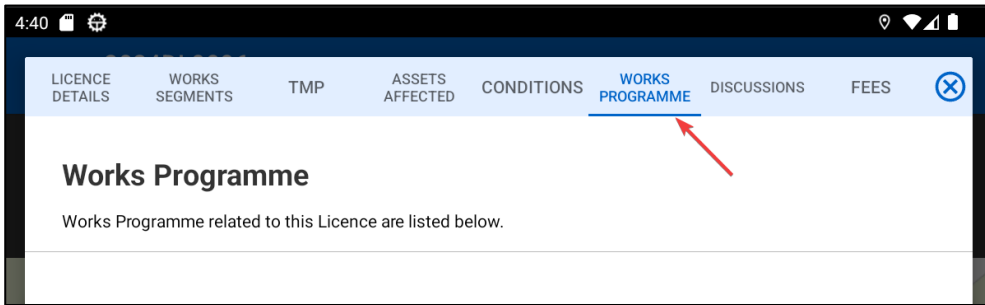 4:40
LICENCE DETAILS
WORKS SEGMENTS
TMP
ASSETS AFFECTED
CONDITIONS
WORKS PROGRAMME
DISCUSSIONS
FEES
Works Programme
Works Programme related to this Licence are listed below.